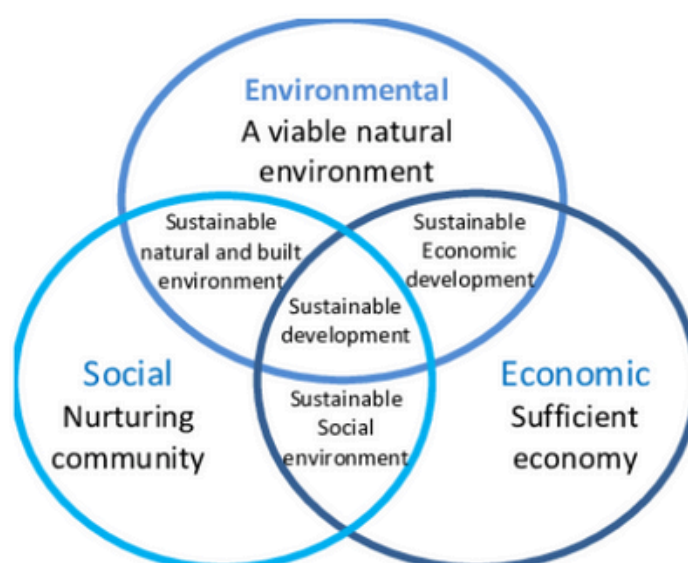 Environmental
A viable natural
environment
Sustainable
natural and built
environment
Sustainable
Economic
development
Sustainable
development
Social
Nurturing
community
Sustainable
Social
environment
Economic
Sufficient
economy